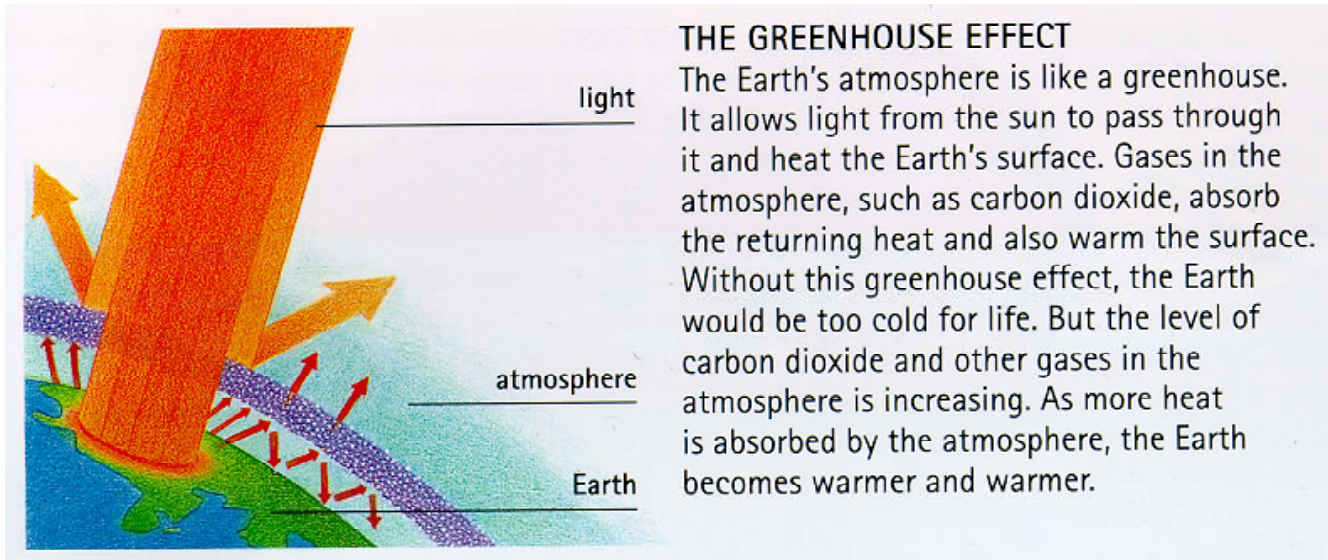 THE GREENHOUSE EFFECT
The Earth's atmosphere is like a greenhouse.
It allows light from the sun to pass through
it and heat the Earth's surface. Gases in the
atmosphere, such as carbon dioxide, absorb
the returning heat and also warm the surface.
Without this greenhouse effect, the Earth
would be too cold for life. But the level of
carbon dioxide and other gases in the
atmosphere is increasing. As more heat
is absorbed by the atmosphere, the Earth
becomes warmer and warmer.
light
atmosphere
Earth